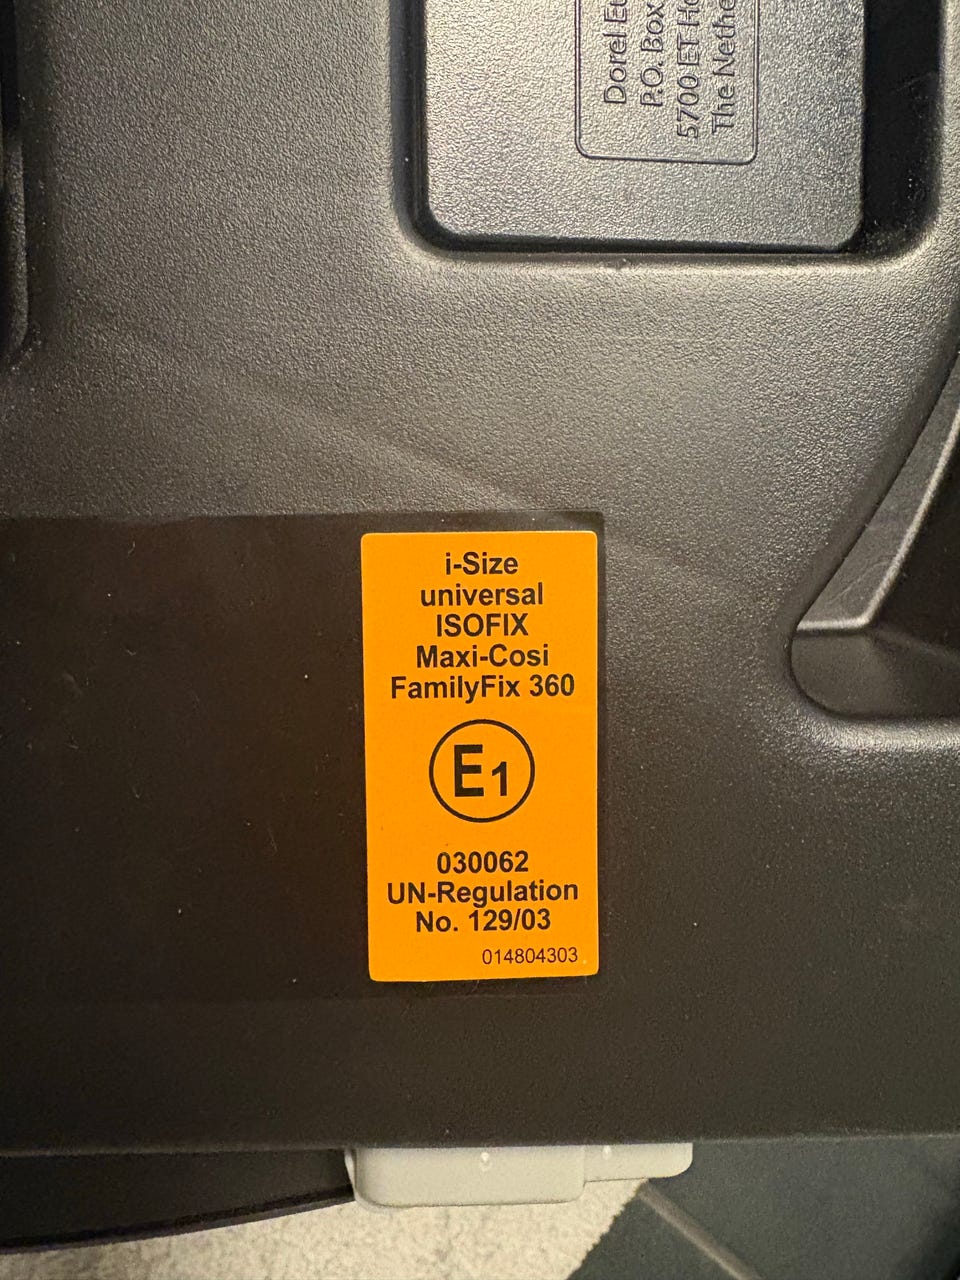 Dorel
P.O. Box
5700 ET
The
i-Size
universal
ISOFIX
Maxi-Cosi
FamilyFix 360
E1
030062
UN-Regulation
No. 129/03
014804303